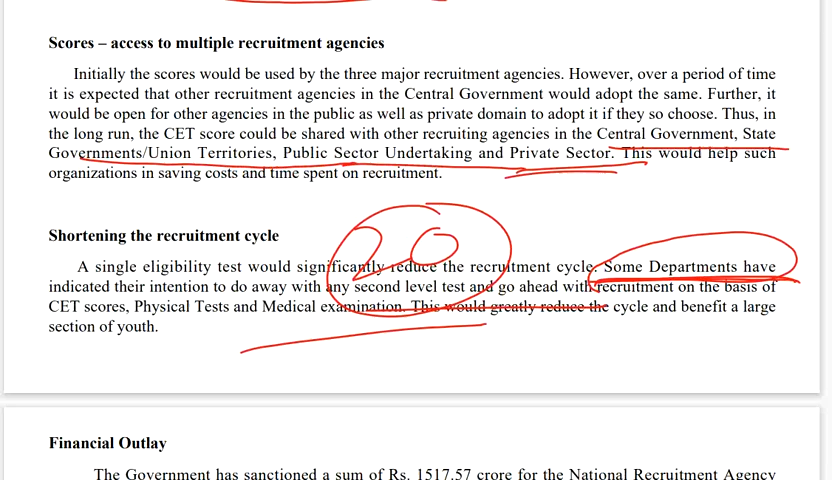 Scores – access to multiple recruitment agencies
Initially the scores would be used by the three major recruitment agencies. However, over a period of time
it is expected that other recruitment agencies in the Central Government would adopt the same. Further, it
would be open for other agencies in the public as well as private domain to adopt it if they so choose. Thus, in
the long run, the CET score could be shared with other recruiting agencies in the Central Government, State
Governments/Union Territories, Public Sector Undertaking and Private Sector. This would help such
organizations in saving costs and time spent on recruitment.
20
Shortening the recruitment cycle
A single eligibility test would significantly reduce the recruitment cycle. Some Departments have
indicated their intention to do away with any second level test and go ahead with recruitment on the basis of
CET scores, Physical Tests and Medical examination. This would greatly reduce the cycle and benefit a large
section of youth.
Financial Outlay
The Government has sanctioned a sum of Rs. 1517.57 crore for the National Recruitment Agency